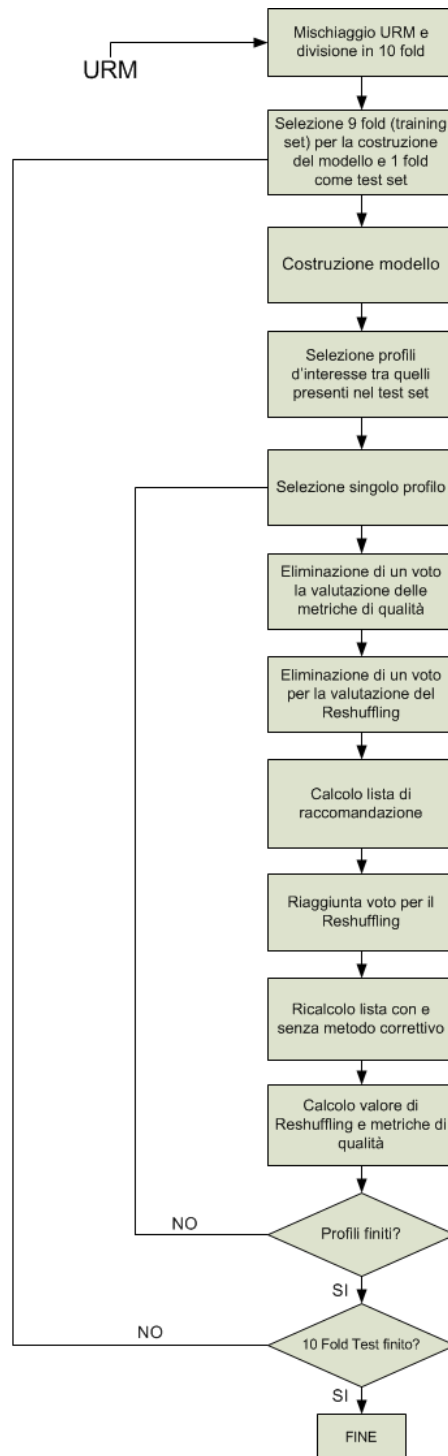 Mischiaggio URM e
divisione in 10 fold
URM
Selezione 9 fold (training
set) per la costruzione
del modello e 1 fold
come test set
Costruzione modello
Selezione profili
d'interesse tra quelli
presenti nel test set
Selezione singolo profilo
Eliminazione di un voto
la valutazione delle
metriche di qualità
Eliminazione di un voto
per la valutazione del
Reshuffling
Calcolo lista di
raccomandazione
Riaggiunta voto per il
Reshuffling
Ricalcolo lista con e
senza metodo correttivo
Calcolo valore di
Reshuffling e metriche di
qualità
NO
Profili finiti?
SI
NO
10 Fold Test finito?
SI
FINE